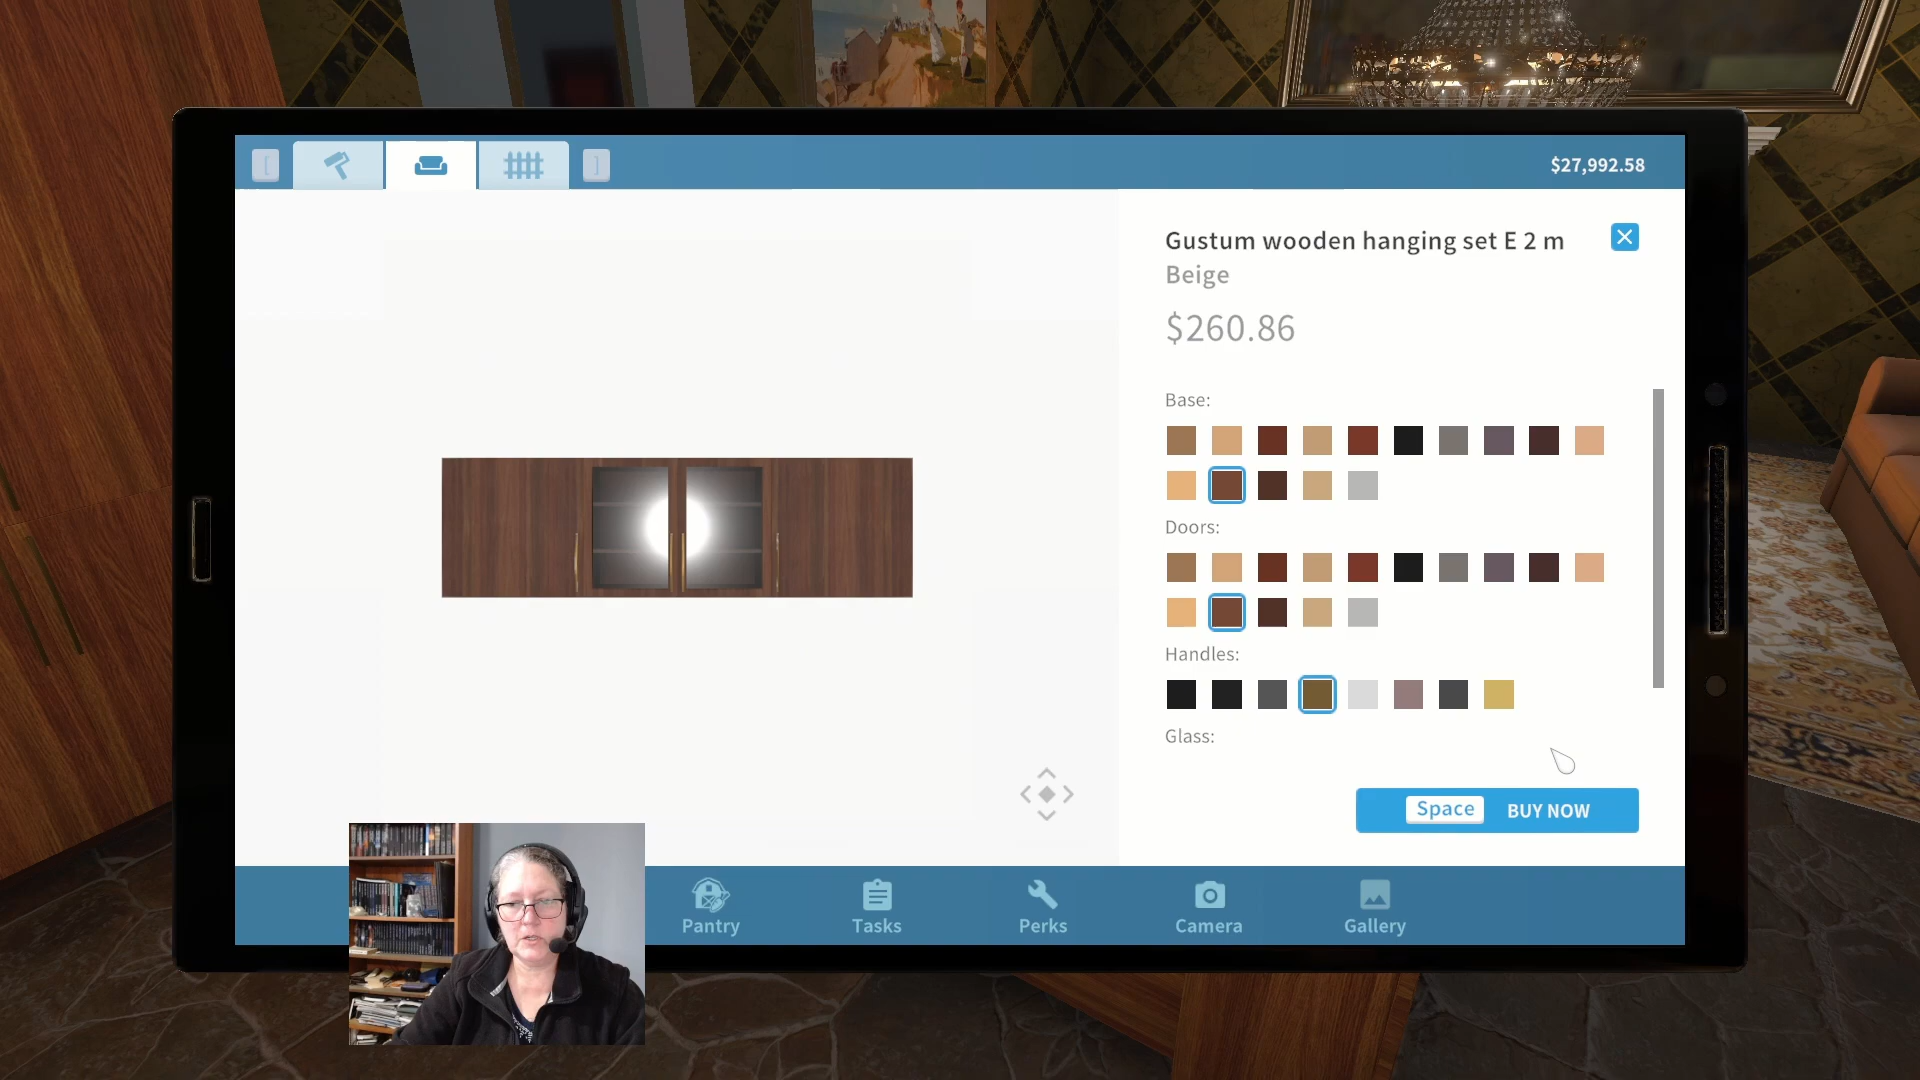 [
]
$27,992.58
Gustum wooden hanging set E 2 m
Beige
$260.86
Base:
Doors:
Handles:
Glass:
Space BUY NOW
Pantry
Tasks
Perks
Camera
Gallery